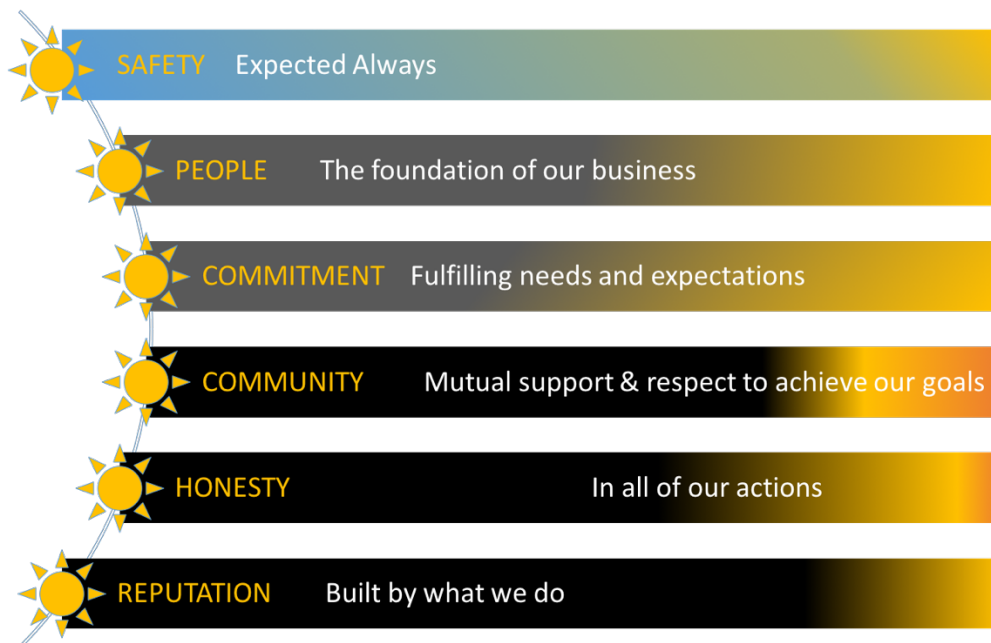 SAFETY Expected Always
PEOPLE The foundation of our business
COMMITMENT Fulfilling needs and expectations
COMMUNITY Mutual support & respect to achieve our goals
HONESTY In all of our actions
REPUTATION Built by what we do